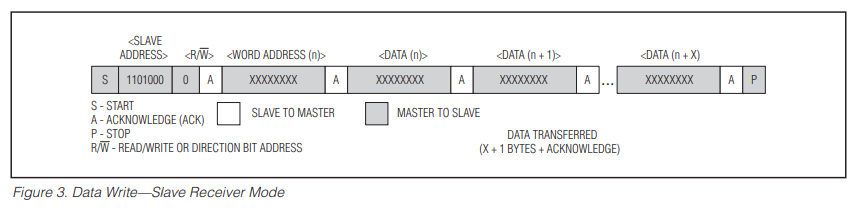 <SLAVE
ADDRESS> <R/W̅> <WORD ADDRESS (n)> <DATA (n)> <DATA (n + 1)> <DATA (n + X)>
S 1101000 0 A XXXXXXXX A XXXXXXXX A XXXXXXXX A ... XXXXXXXX A P
S - START
A - ACKNOWLEDGE (ACK) SLAVE TO MASTER MASTER TO SLAVE
P - STOP DATA TRANSFERRED
R/W̅ - READ/WRITE OR DIRECTION BIT ADDRESS (X + 1 BYTES + ACKNOWLEDGE)
Figure 3. Data Write—Slave Receiver Mode